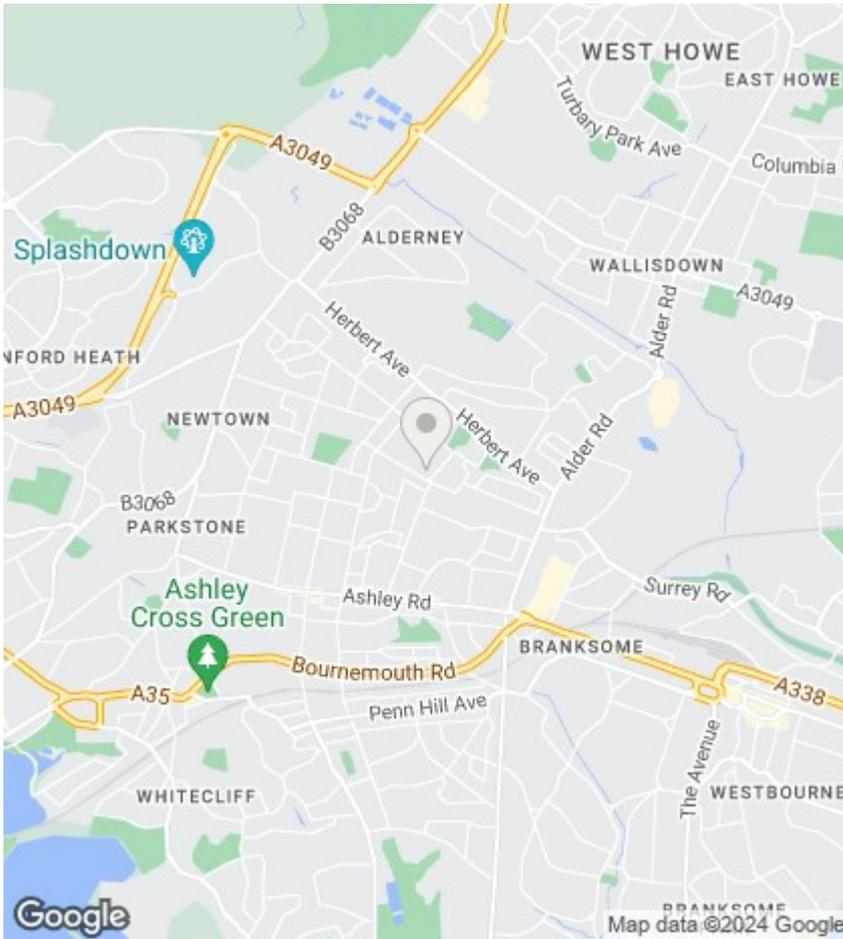 WEST HOWE
EAST HOWE
Turbary Park Ave
Columbia
A3049
B3068
ALDERNEY
Splashdown
WALLISDOWN
A3049
Alder Rd
Herbert Ave
NFORD HEATH
A3049
NEWTOWN
Herbert Ave
Alder Rd
B3068
PARKSTONE
Ashley
Cross Green
Ashley Rd
Surrey Rd
BRANKSOME
Bournemouth Rd
A35
A338
Penn Hill Ave
The Avenue
WHITECLIFF
WESTBOURNE
BRANKSOME
Google
Map data ©2024 Google